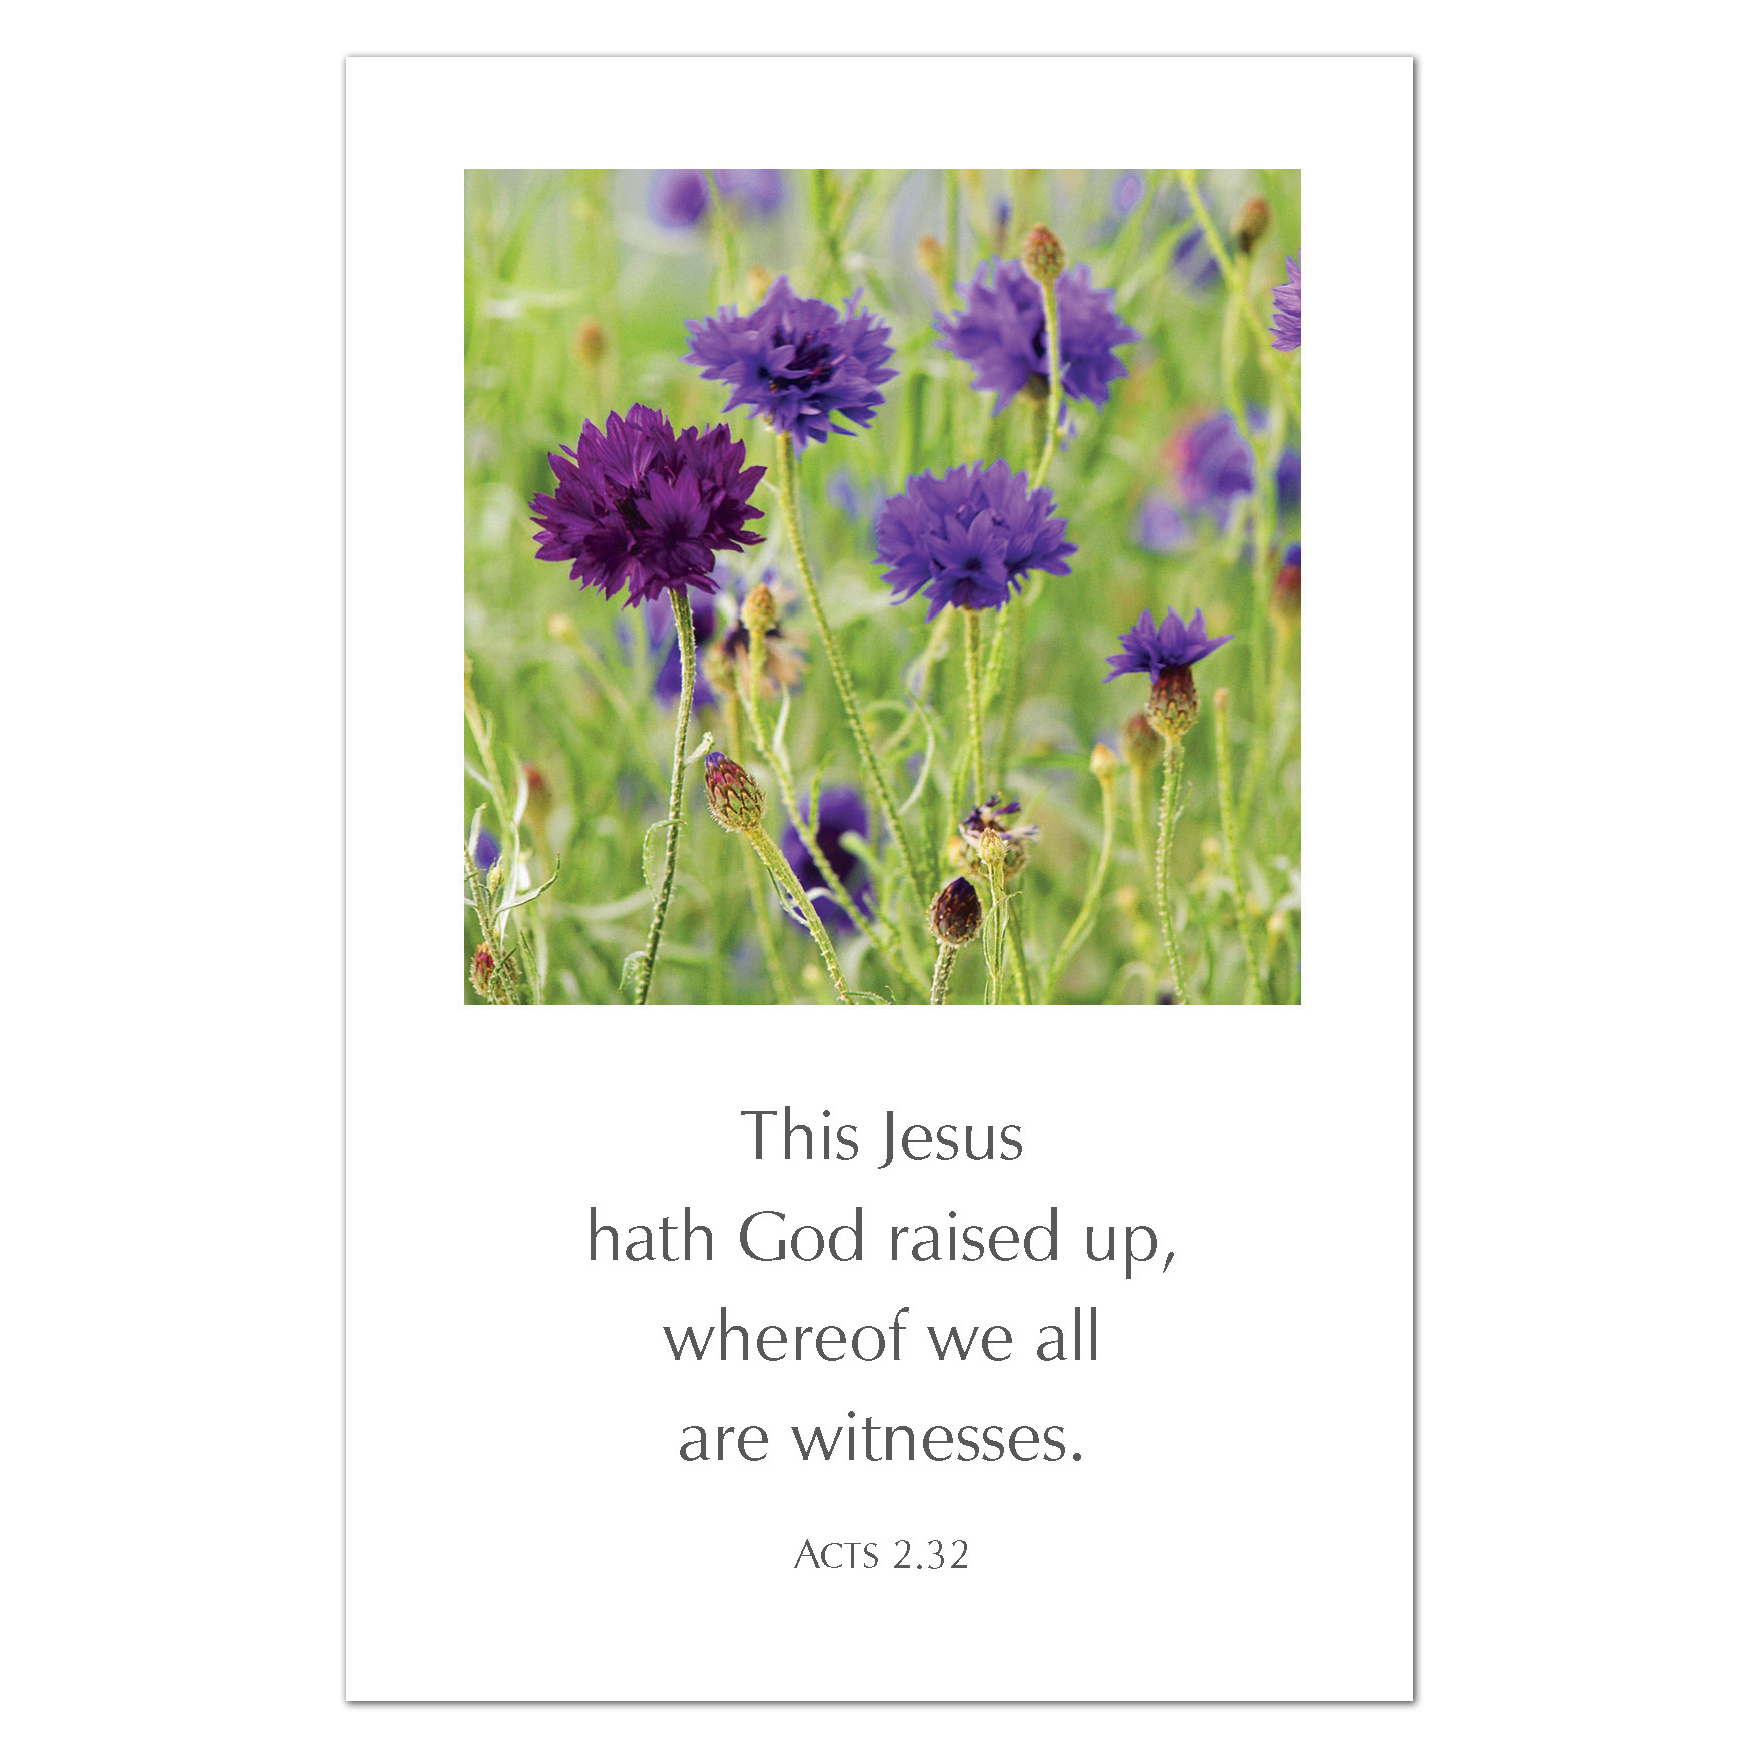 This Jesus
hath God raised up,
whereof we all
are witnesses.
Acts 2.32